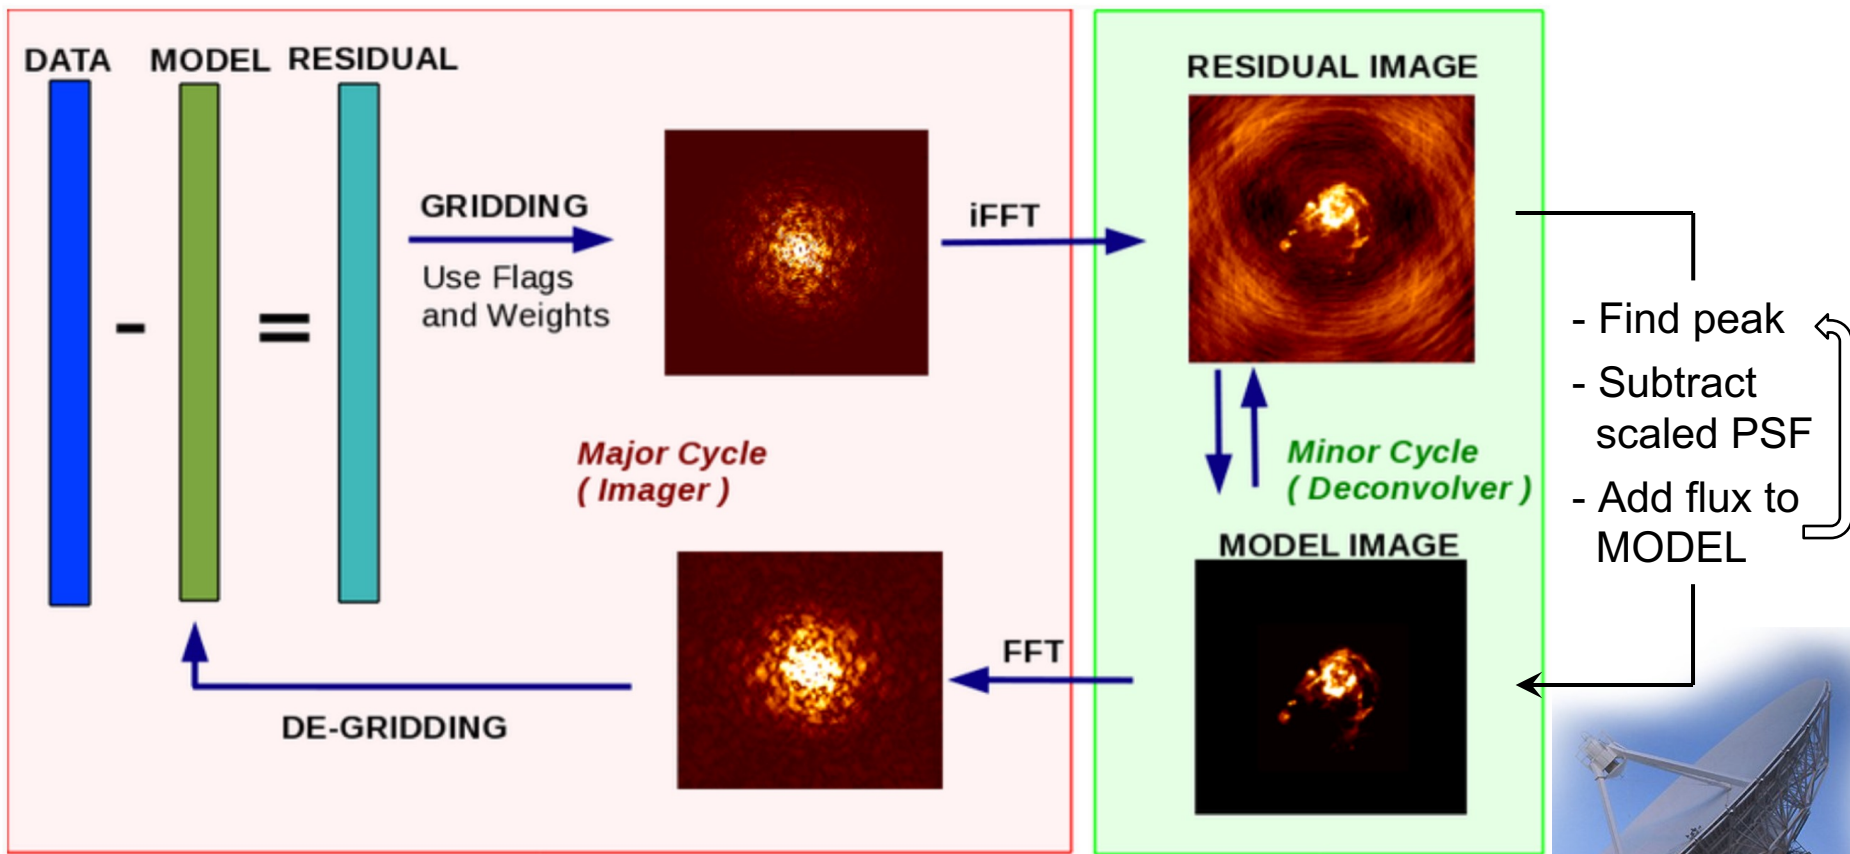 DATA
MODEL
RESIDUAL
-
=
GRIDDING
Use Flags
and Weights
iFFT
RESIDUAL IMAGE
Major Cycle
( Imager )
Minor Cycle
( Deconvolver )
MODEL IMAGE
FFT
DE-GRIDDING
- Find peak
- Subtract
scaled PSF
- Add flux to
MODEL